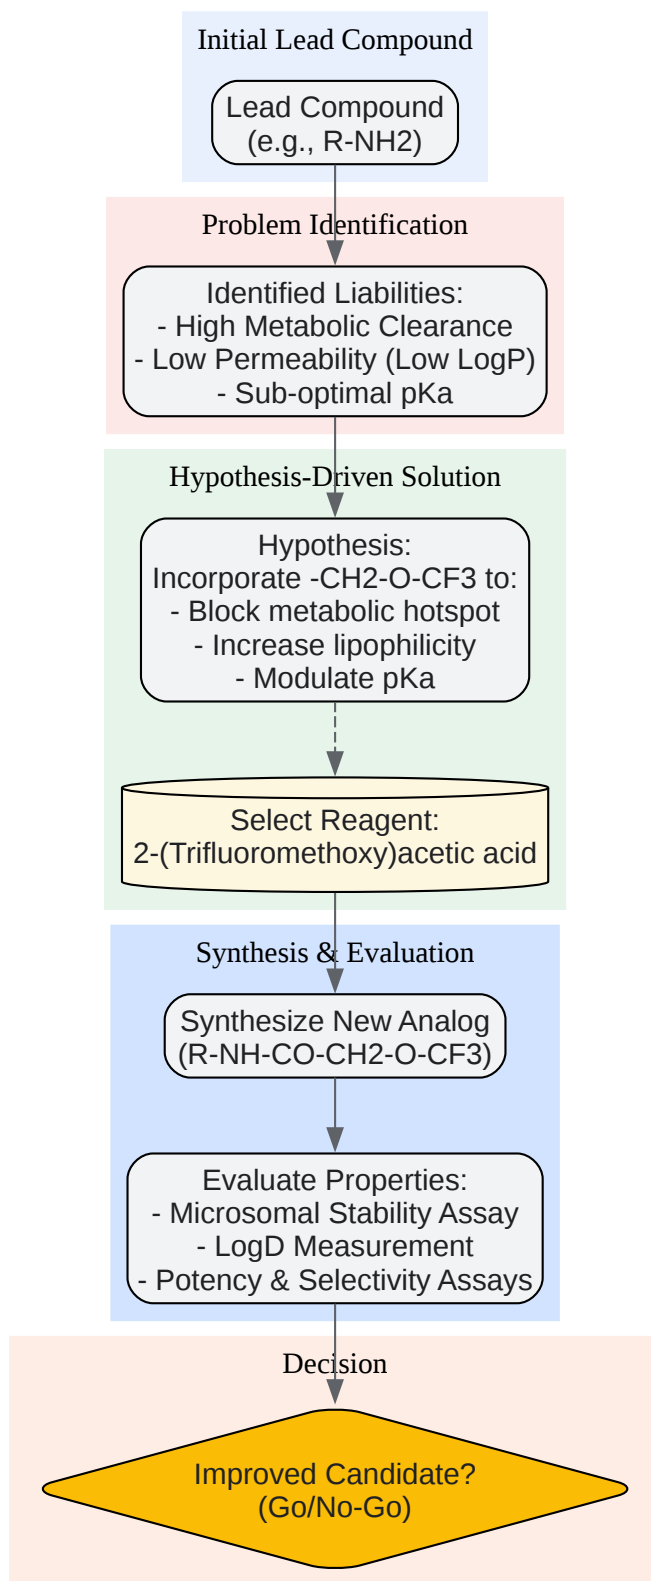 Initial Lead Compound
Lead Compound
(e.g., R-NH2)
Problem Identification
Identified Liabilities:
- High Metabolic Clearance
- Low Permeability (Low LogP)
- Sub-optimal pKa
Hypothesis-Driven Solution
Hypothesis:
Incorporate -CH2-O-CF3 to:
- Block metabolic hotspot
- Increase lipophilicity
- Modulate pKa
Select Reagent:
2-(Trifluoromethoxy)acetic acid
Synthesis & Evaluation
Synthesize New Analog
(R-NH-CO-CH2-O-CF3)
Evaluate Properties:
- Microsomal Stability Assay
- LogD Measurement
- Potency & Selectivity Assays
Decision
Improved Candidate?
(Go/No-Go)